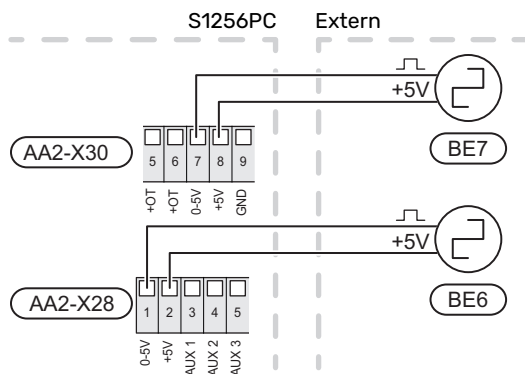 S1256PC Extern
+5V
BE7
AA2-X30
5 6 7 8 9
+OT +OT 0-5V +5V GND
+5V
BE6
AA2-X28
1 2 3 4 5
0-5V +5V AUX 1 AUX 2 AUX 3